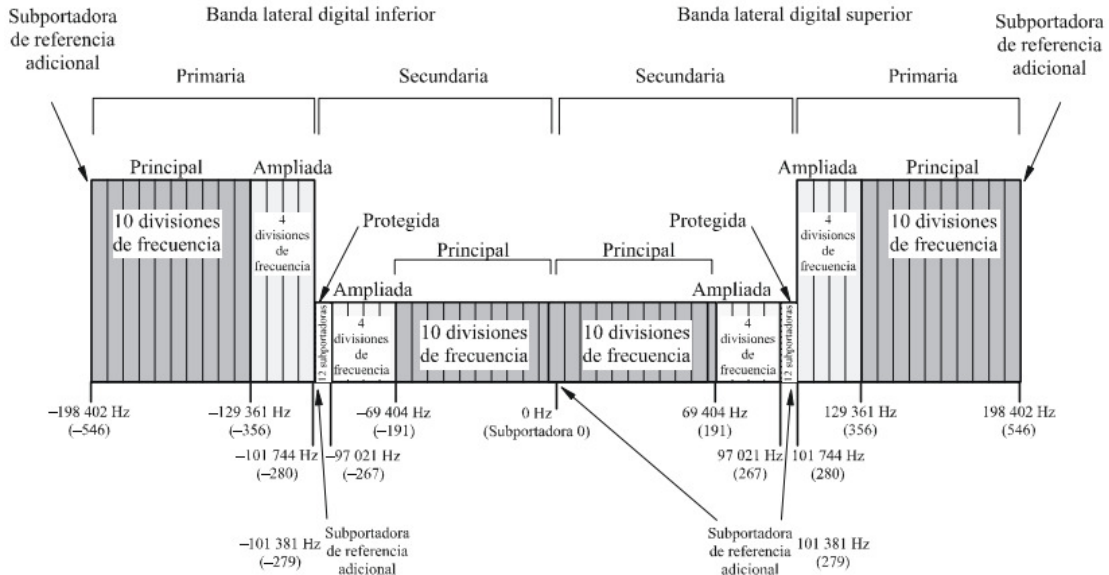 Banda lateral digital inferior
Banda lateral digital superior
Subportadora
de referencia
adicional
Subportadora
de referencia
adicional
Primaria
Secundaria
Secundaria
Primaria
Principal
Ampliada
Ampliada
Principal
10 divisiones
de frecuencia
4
divisiones
de
frecuencia
Protegida
Protegida
4
divisiones
de
frecuencia
10 divisiones
de frecuencia
Principal
Principal
Ampliada
Ampliada
12 subportadoras
4
divisiones
de
frecuencia
10 divisiones
de frecuencia
10 divisiones
de frecuencia
4
divisiones
de
frecuencia
12 subportadoras
–198 402 Hz
(–546)
–129 361 Hz
(–356)
–69 404 Hz
(–191)
0 Hz
(Subportadora 0)
69 404 Hz
(191)
129 361 Hz
(356)
198 402 Hz
(546)
–101 744 Hz
(–280)
–97 021 Hz
(–267)
97 021 Hz
(267)
101 744 Hz
(280)
–101 381 Hz
(–279)
Subportadora
de referencia
adicional
Subportadora
de referencia
adicional
101 381 Hz
(279)